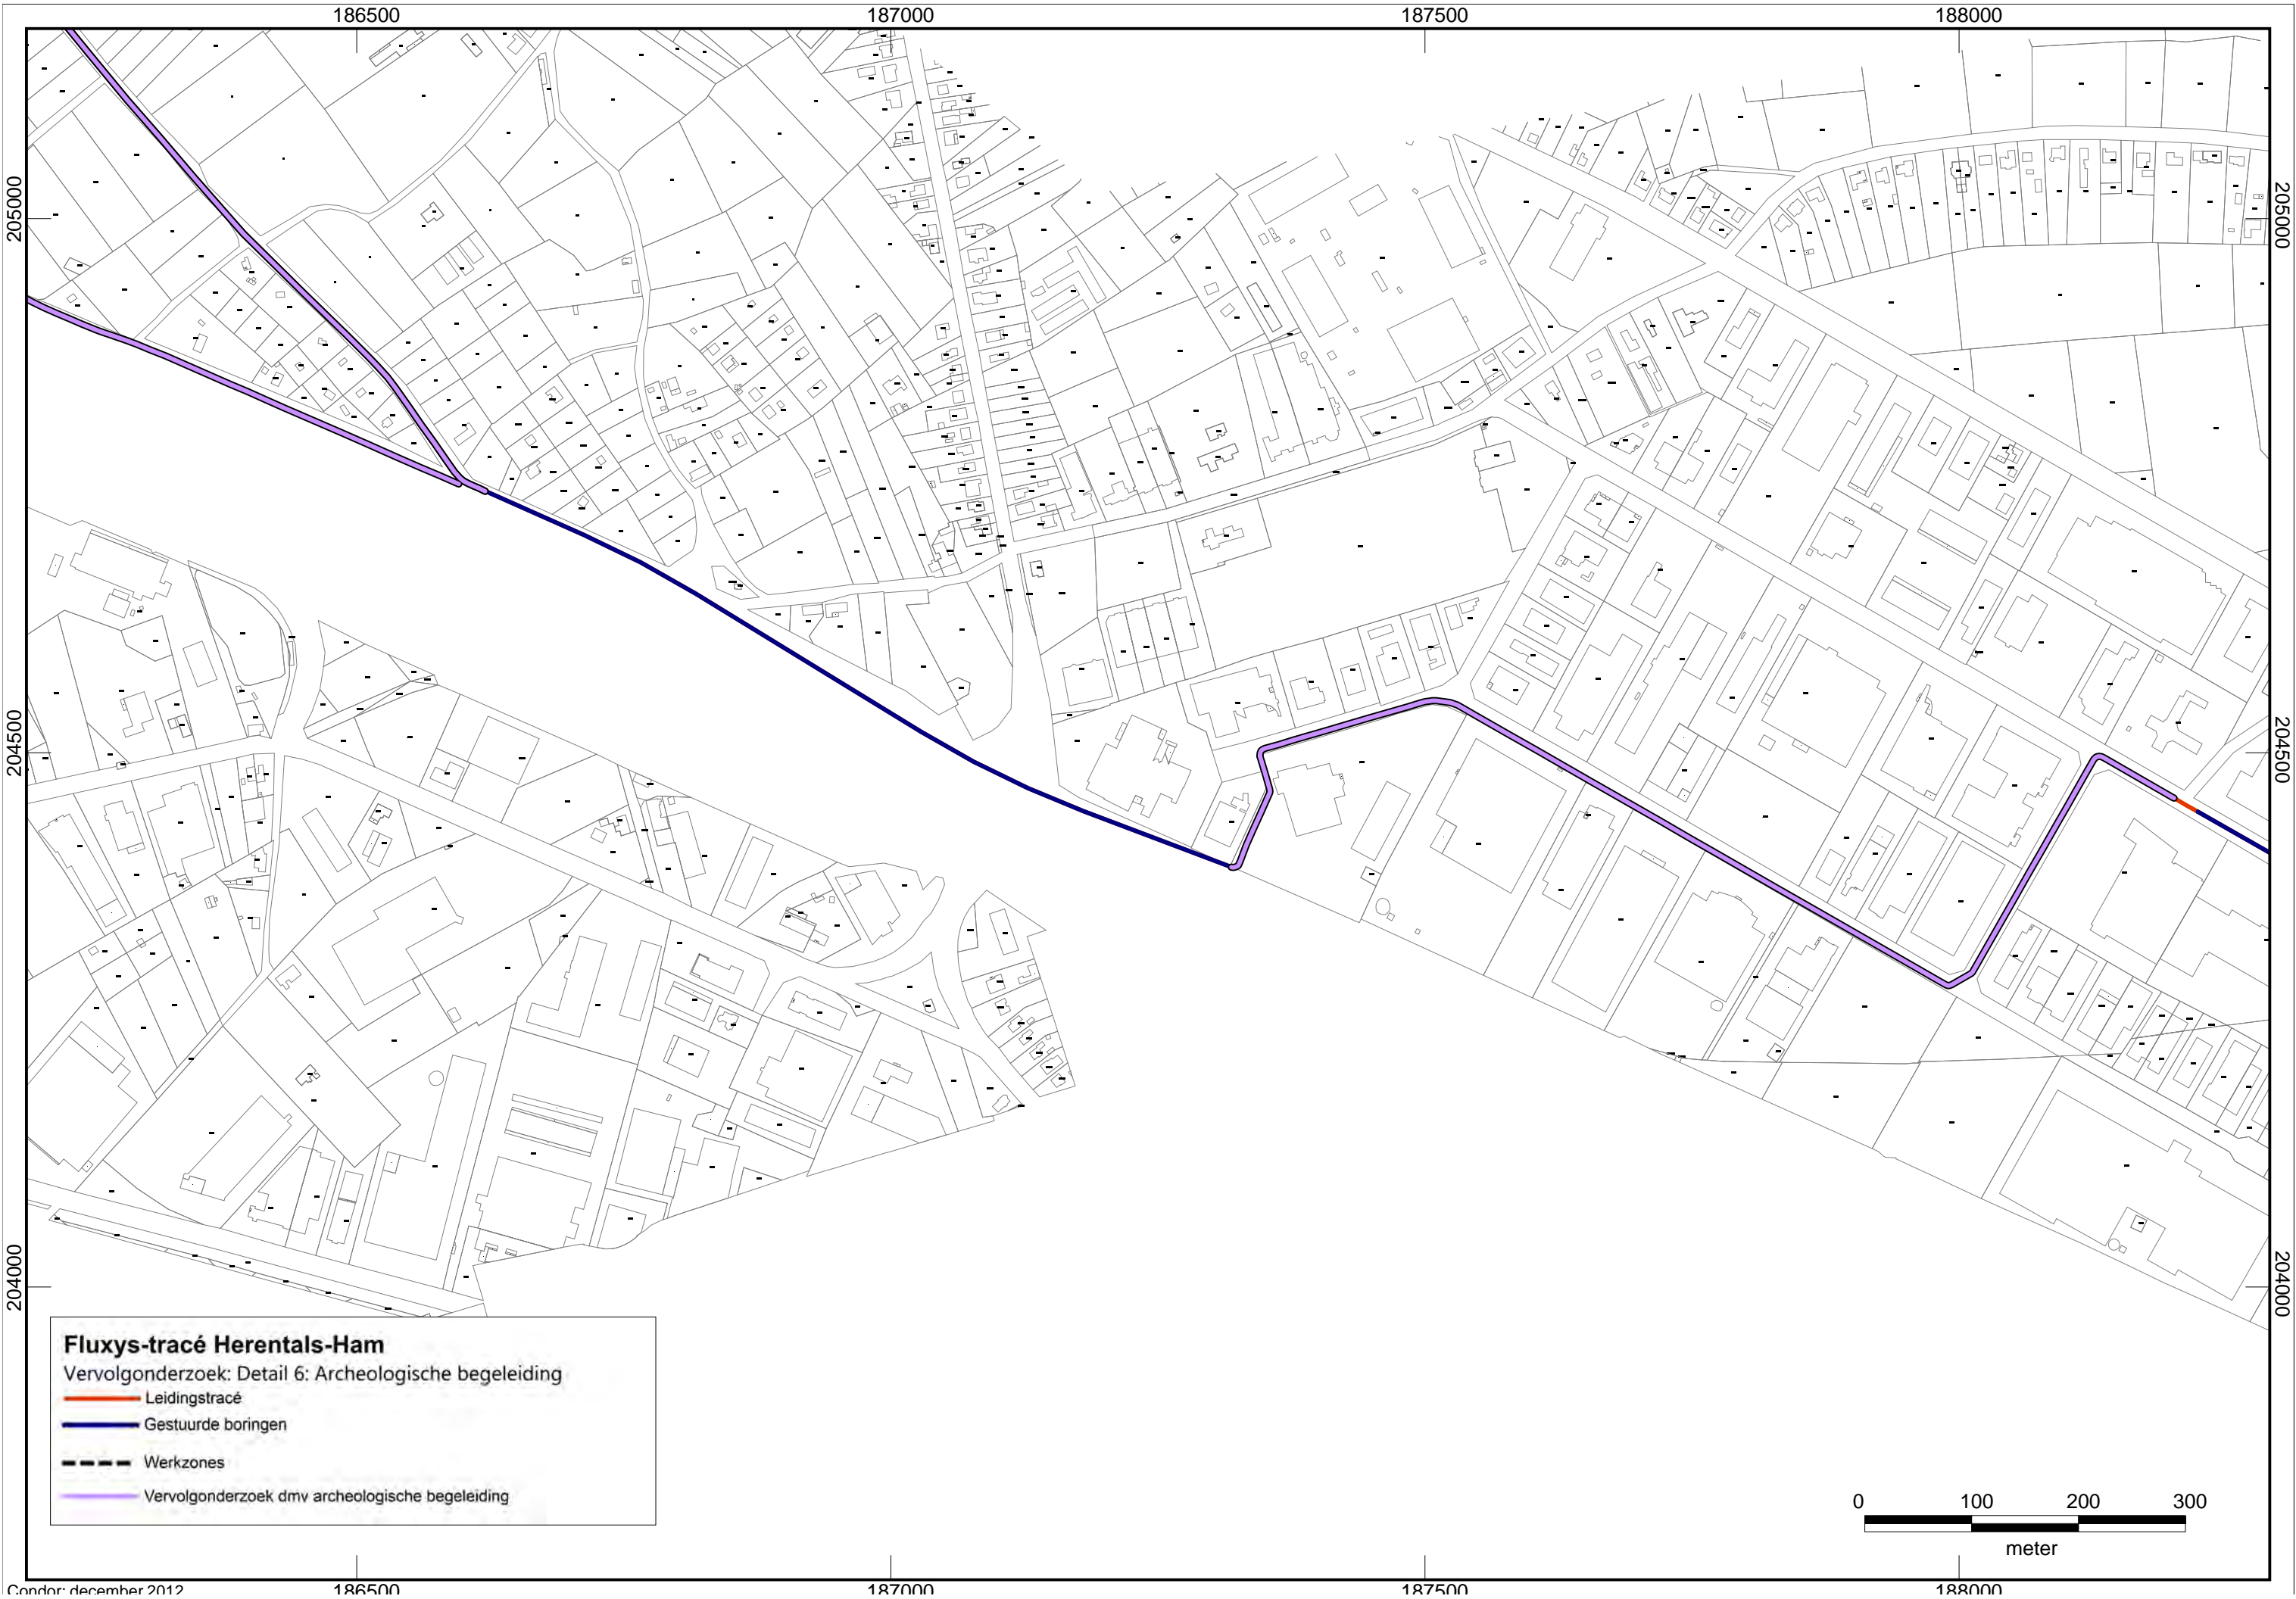 186500 187000 187500 188000
205000 205000
204500 204500
204000 204000
Fluxys-tracé Herentals-Ham
Vervolgonderzoek: Detail 6: Archeologische begeleiding
Leidingstracé
Gestuurde boringen
Werkzones
Vervolgonderzoek dmv archeologische begeleiding
0 100 200 300
meter
Condor: december 2012
186500 187000 187500 188000